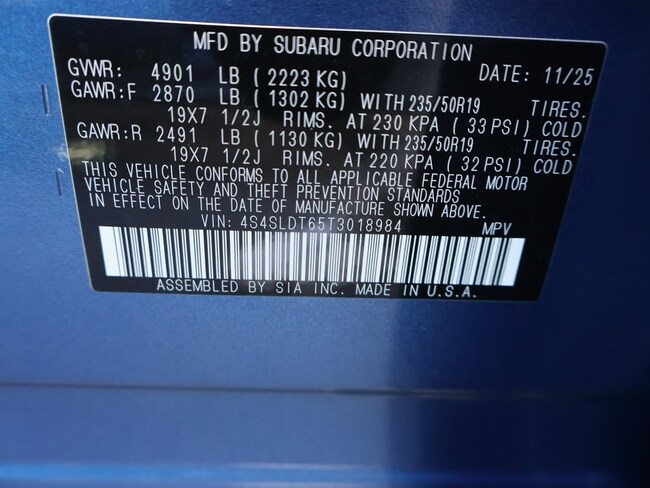 MFD BY SUBARU CORPORATION
GVWR: 4901 LB ( 2223 KG) DATE: 11/25
GAWR:F 2870 LB ( 1302 KG) WITH 235/50R19 TIRES.
19X7 1/2J RIMS. AT 230 KPA ( 33 PSI) COLD
GAWR:R 2491 LB ( 1130 KG) WITH 235/50R19 TIRES.
19X7 1/2J RIMS. AT 220 KPA ( 32 PSI) COLD
THIS VEHICLE CONFORMS TO ALL APPLICABLE FEDERAL MOTOR
VEHICLE SAFETY AND THEFT PREVENTION STANDARDS
IN EFFECT ON THE DATE OF MANUFACTURE SHOWN ABOVE.
VIN: 4S4SLDT65T3018984 MPV
ASSEMBLED BY SIA INC. MADE IN U.S.A.